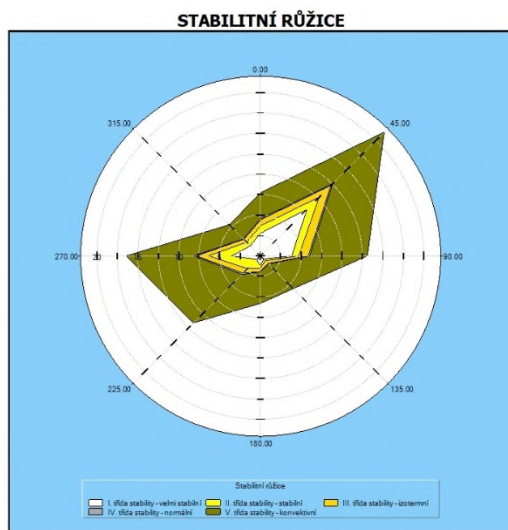 STABILITNÍ RŮŽICE
0.00
315.00
45.00
270.00
90.00
225.00
135.00
180.00
Stabilitní růžice
I. třída stability - velmi stabilní
II. třída stability - stabilní
III. třída stability - izotermní
IV. třída stability - normální
V. třída stability - konvektivní